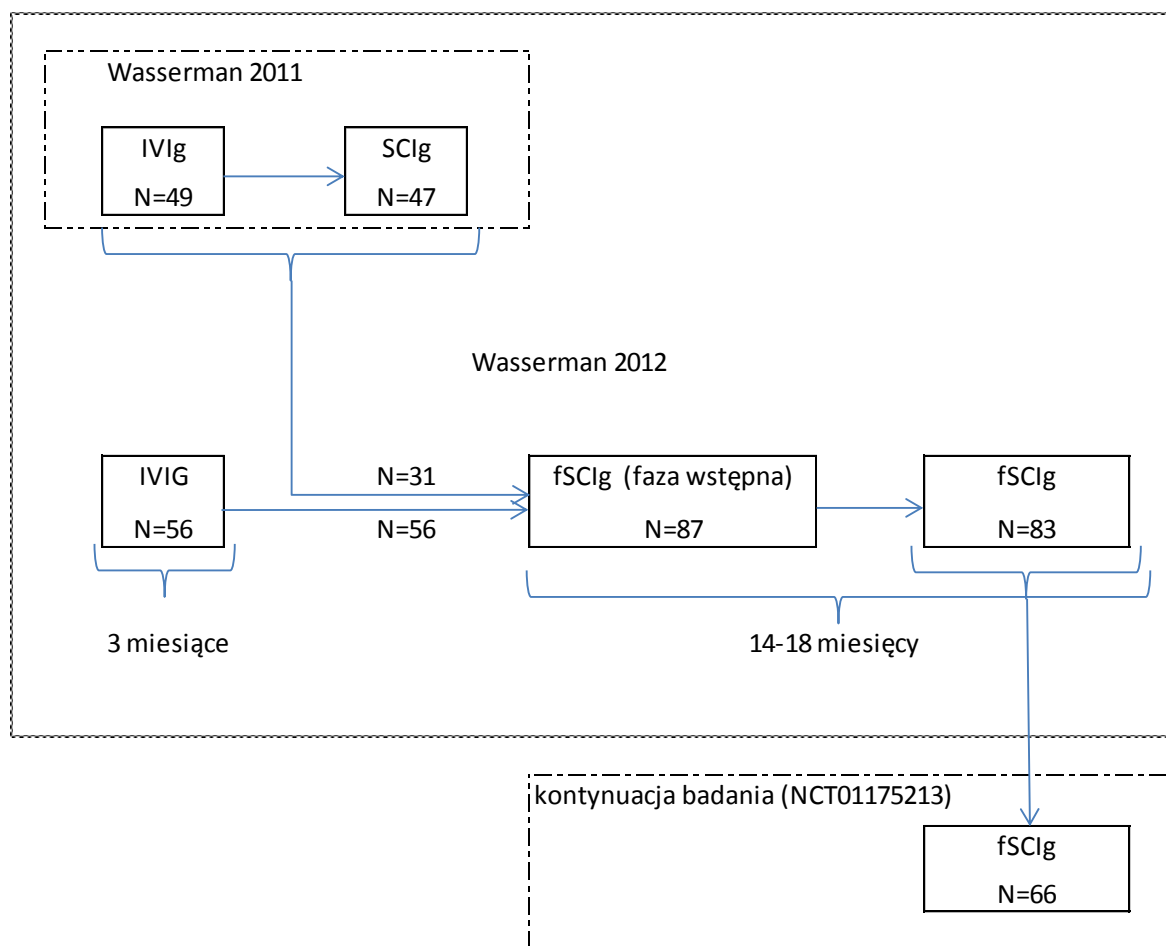 Wasserman 2011
IVIg
N=49
SCIg
N=47
Wasserman 2012
IVIG
N=56
N=31
N=56
fSCIg (faza wstępna)
N=87
fSCIg
N=83
3 miesiące
14-18 miesięcy
kontynuacja badania (NCT01175213)
fSCIg
N=66